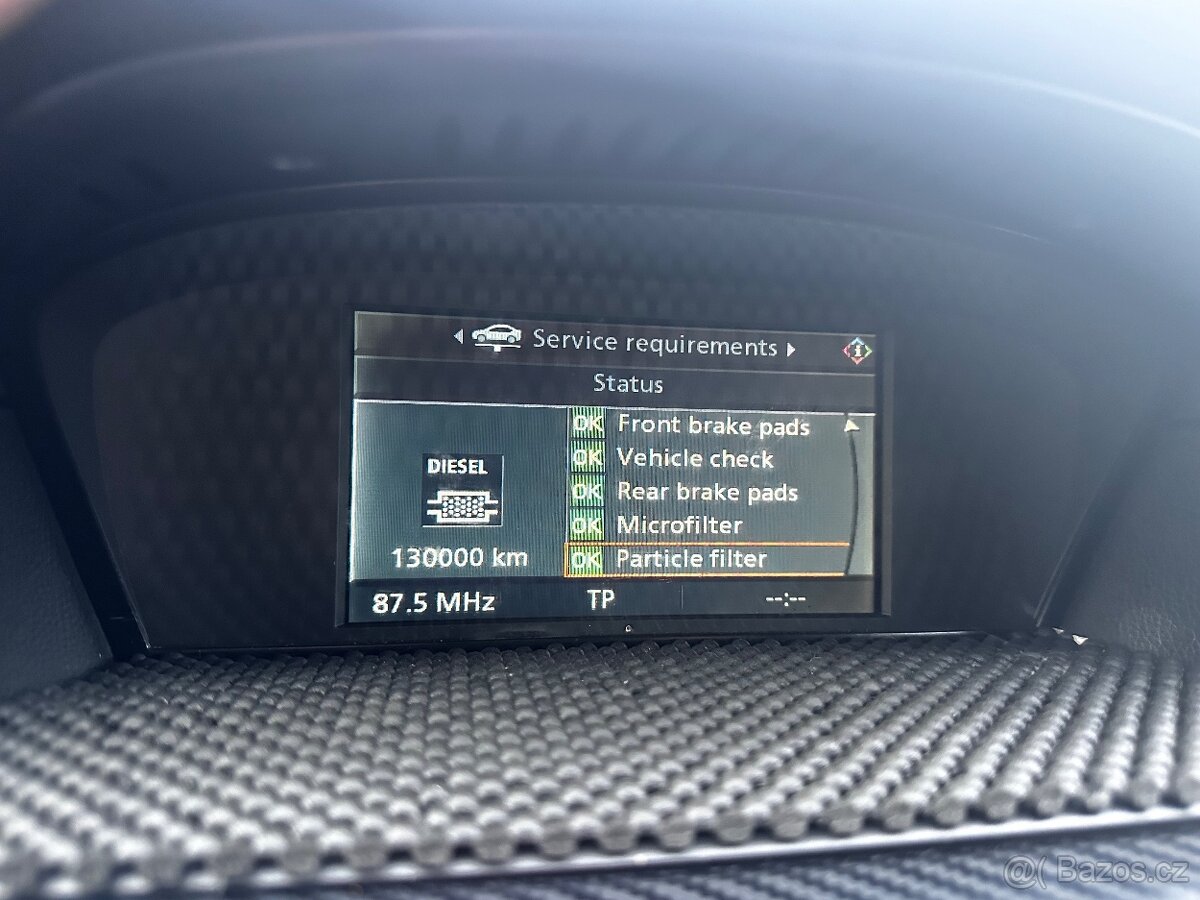 Service requirements
Status
OK Front brake pads
OK Vehicle check
DIESEL
OK Rear brake pads
OK Microfilter
130000 km OK Particle filter
87.5 MHz TP --:--
@( Bazos.cz